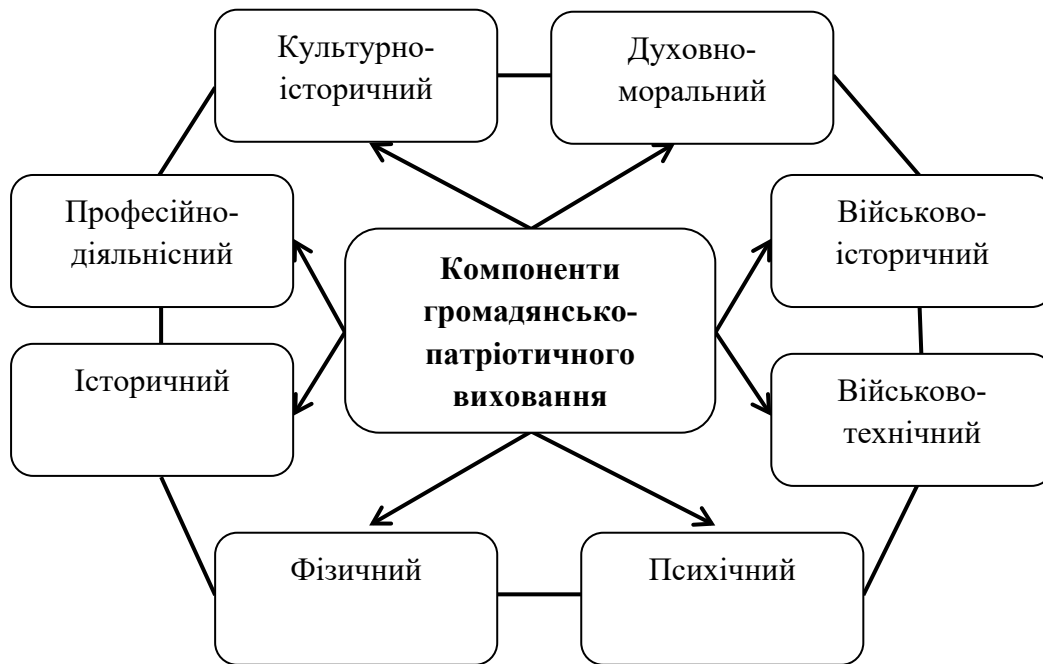 Культурно-
історичний
Духовно-
моральний
Професійно-
діяльнісний
Військово-
історичний
Компоненти
громадянсько-
патріотичного
виховання
Історичний
Військово-
технічний
Фізичний
Психічний